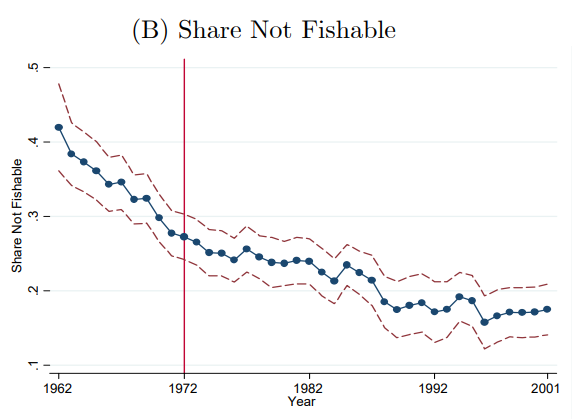 (B) Share Not Fishable
.5
.4
.3
.2
.1
Share Not Fishable
1962 1972 1982 1992 2001
Year